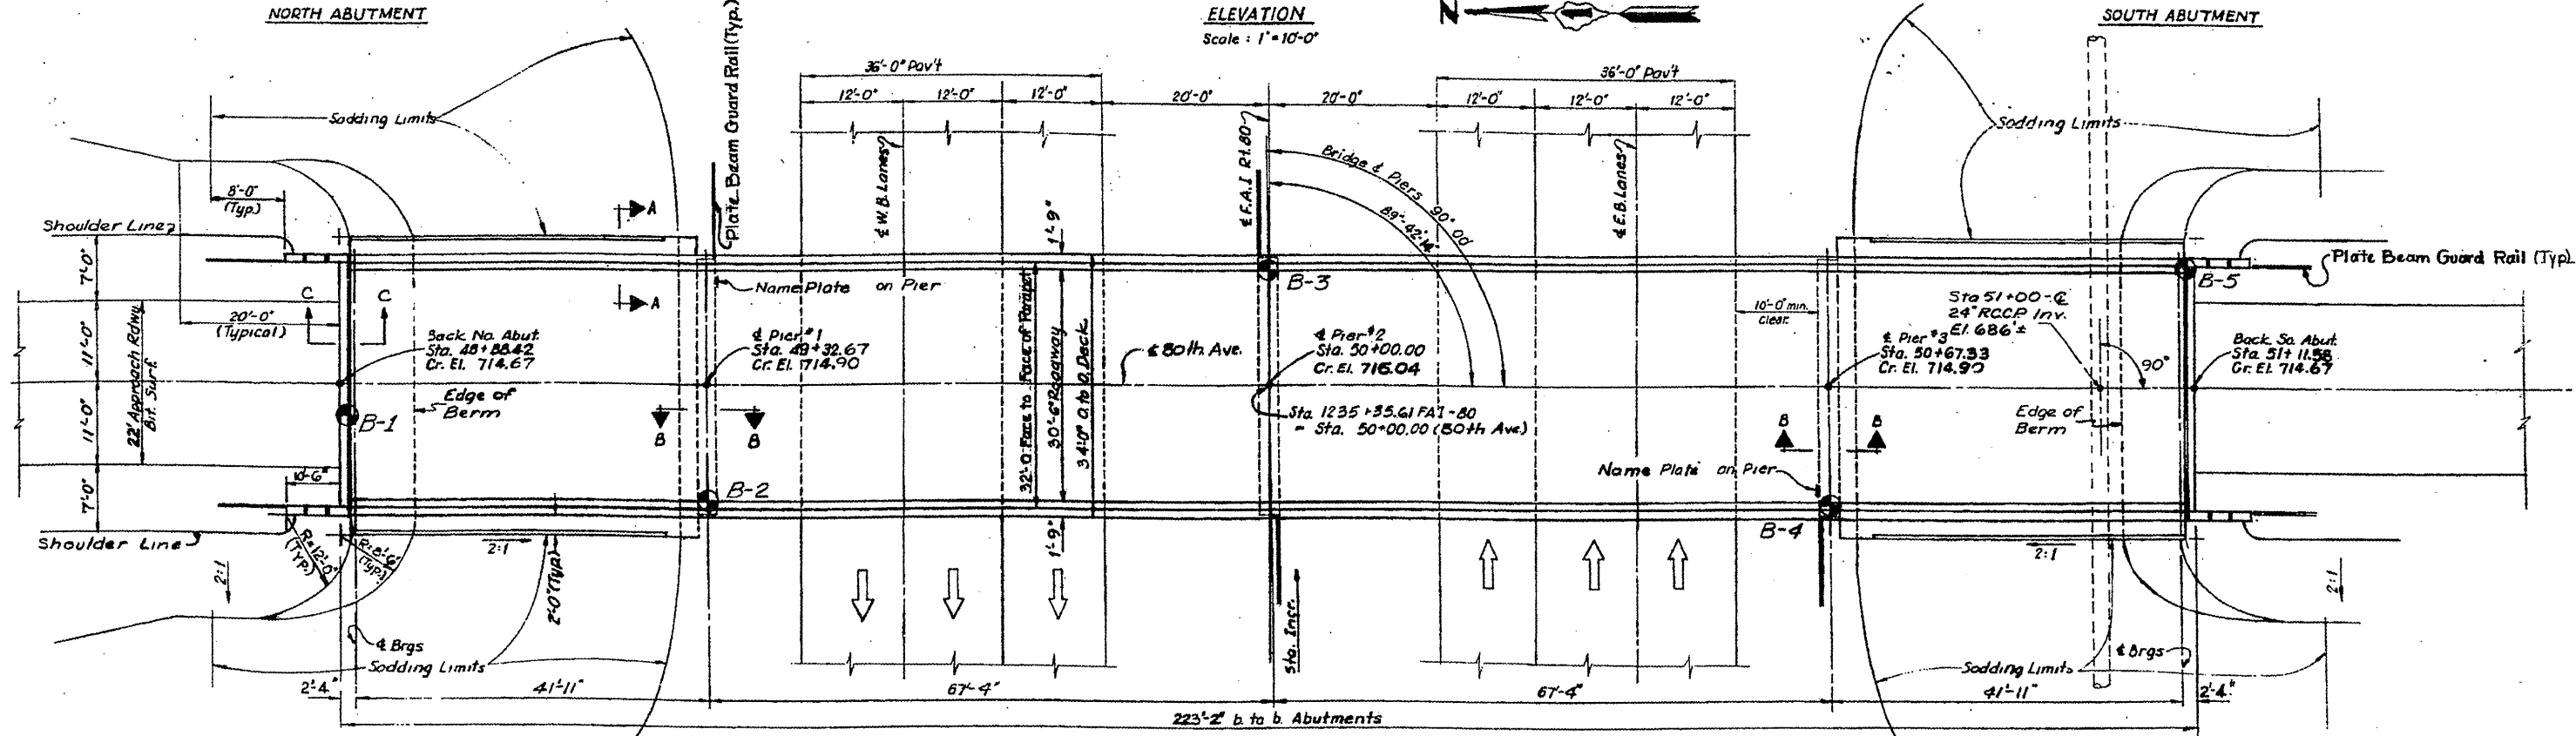 NORTH ABUTMENT
ELEVATION
Scale : 1"=10'-0"
N
SOUTH ABUTMENT
Plate Beam Guard Rail (Typ.)
36'-0" Pav't
36'-0" Pav't
12'-0"
12'-0"
12'-0"
20'-0"
20'-0"
12'-0"
12'-0"
12'-0"
Sodding Limits
Sodding Limits
℄ W.B. Lanes
℄ F.A.I Rt. 80
℄ E.B. Lanes
Bridge & Piers 90° 00'
89°-42'-14"
8'-0"
(Typ.)
A
Shoulder Line
1'-9"
7'-0"
Plate Beam Guard Rail (Typ.)
B-3
B-5
Name Plate on Pier
A
C
C
20'-0"
(Typical)
10'-0" min.
Clear.
Sta 51+00-℄
24" R.C.C.P. Inv.
El. 686'±
Back No. Abut.
Sta. 48+88.42
Cr. El. 714.67
℄ Pier #1
Sta. 49+32.67
Cr. El. 714.90
℄ 80th Ave.
℄ Pier #2
Sta. 50+00.00
Cr. El. 715.04
℄ Pier #3
Sta. 50+67.33
Cr. El. 714.90
90°
Back So. Abut.
Sta. 51+11.58
Cr. El. 714.67
11'-0"
22' Approach Rdwy
Bit. Surf.
32'-0" Face to Face of Parapet
30'-6" Roadway
34'-0" O. to O. Deck
Edge of
Berm
B-1
B
B
Sta. 1235+35.61 FAI-80
= Sta. 50+00.00 (80th Ave)
Edge of
Berm
B
B
11'-0"
10'-6"
B-2
Name Plate on Pier
B-4
7'-0"
Shoulder Line
R=12'-0"
(Typ.)
R=8'-6"
(Typ.)
2:1
1'-9"
2:1
2:1
2:1
2'-0" (Typ.)
Sta. Incr.
℄ Brgs
Sodding Limits
Sodding Limits
℄ Brgs
2'-4"
41'-11"
67'-4"
67'-4"
41'-11"
2'-4"
223'-2" b. to b. Abutments